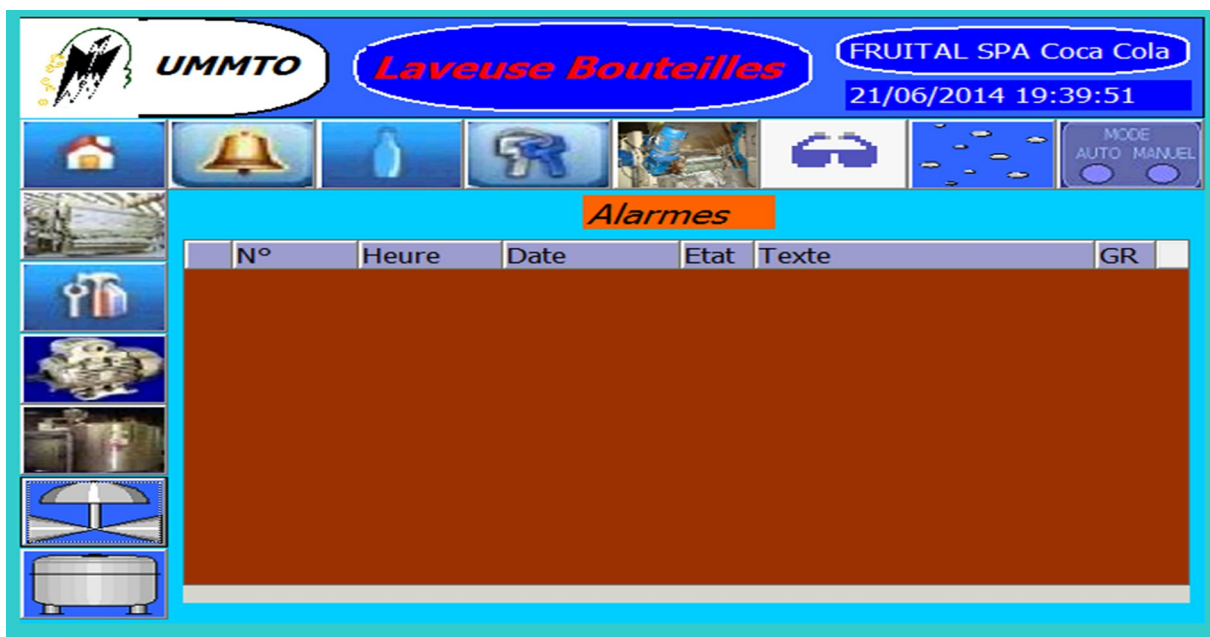 UMMTO
Laveuse Bouteilles
FRUITAL SPA Coca Cola
21/06/2014 19:39:51
MODE
AUTO MANUEL
Alarmes
N° Heure Date Etat Texte GR